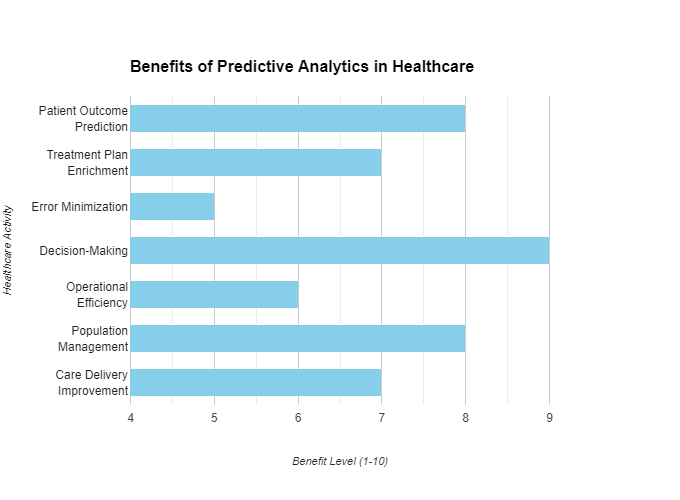 Benefits of Predictive Analytics in Healthcare
Patient Outcome
Prediction
Treatment Plan
Enrichment
Error Minimization
Decision-Making
Operational
Efficiency
Population
Management
Care Delivery
Improvement
Healthcare Activity
4 5 6 7 8 9
Benefit Level (1-10)